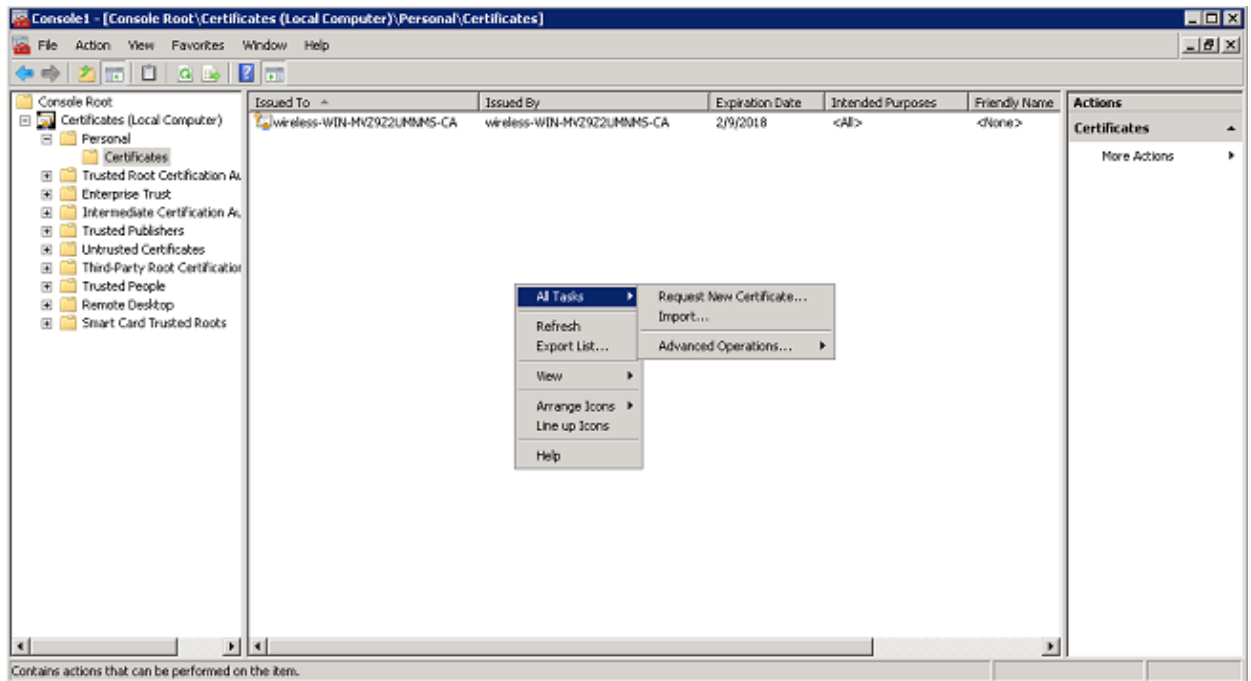 Console1 - [Console Root\Certificates (Local Computer)\Personal\Certificates]
File Action View Favorites Window Help
Console Root
Certificates (Local Computer)
Personal
Certificates
Trusted Root Certification Au
Enterprise Trust
Intermediate Certification Au
Trusted Publishers
Untrusted Certificates
Third-Party Root Certification
Trusted People
Remote Desktop
Smart Card Trusted Roots
Issued To Issued By Expiration Date Intended Purposes Friendly Name
wireless-WIN-MVZ9Z2UMNMS-CA wireless-WIN-MVZ9Z2UMNMS-CA 2/9/2018 <All> <None>
All Tasks
Refresh
Export List...
View
Arrange Icons
Line up Icons
Help
Request New Certificate...
Import...
Advanced Operations...
Actions
Certificates
More Actions
Contains actions that can be performed on the item.